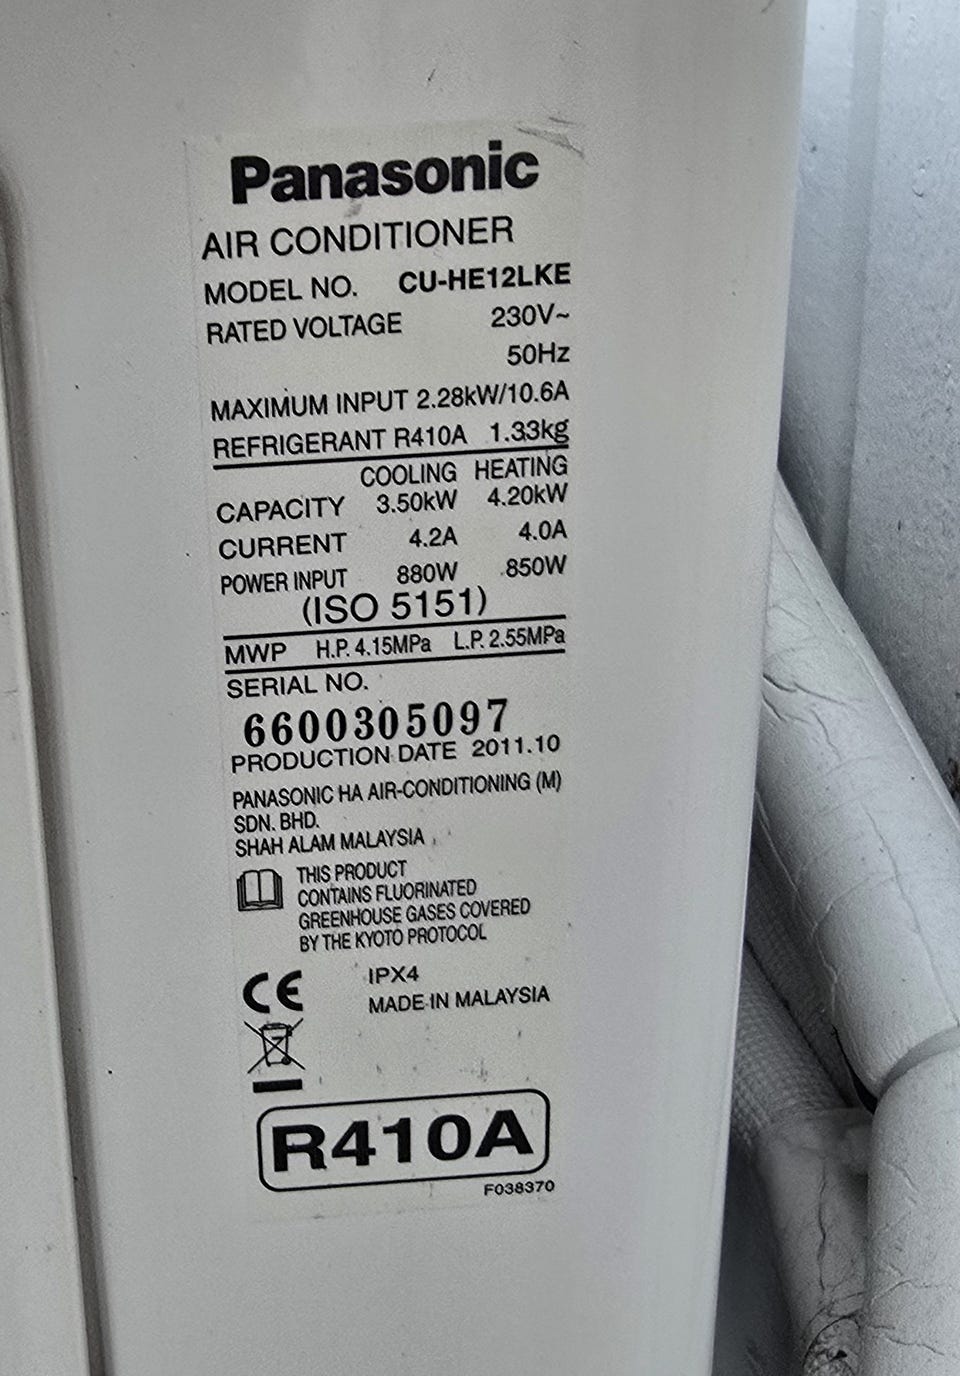 Panasonic
AIR CONDITIONER
MODEL NO. CU-HE12LKE
RATED VOLTAGE 230V~
50Hz
MAXIMUM INPUT 2.28kW/10.6A
REFRIGERANT R410A 1.33kg
COOLING HEATING
CAPACITY 3.50kW 4.20kW
CURRENT 4.2A 4.0A
POWER INPUT 880W 850W
(ISO 5151)
MWP H.P. 4.15MPa L.P. 2.55MPa
SERIAL NO.
6600305097
PRODUCTION DATE 2011.10
PANASONIC HA AIR-CONDITIONING (M)
SDN. BHD.
SHAH ALAM MALAYSIA
THIS PRODUCT
CONTAINS FLUORINATED
GREENHOUSE GASES COVERED
BY THE KYOTO PROTOCOL
CE IPX4
MADE IN MALAYSIA
R410A
F038370